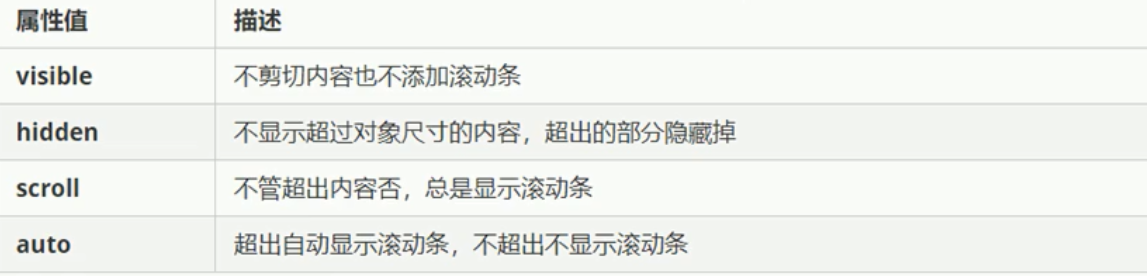 属性值 描述
visible 不剪切内容也不添加滚动条
hidden 不显示超过对象尺寸的内容，超出的部分隐藏掉
scroll 不管超出内容否，总是显示滚动条
auto 超出自动显示滚动条，不超出不显示滚动条